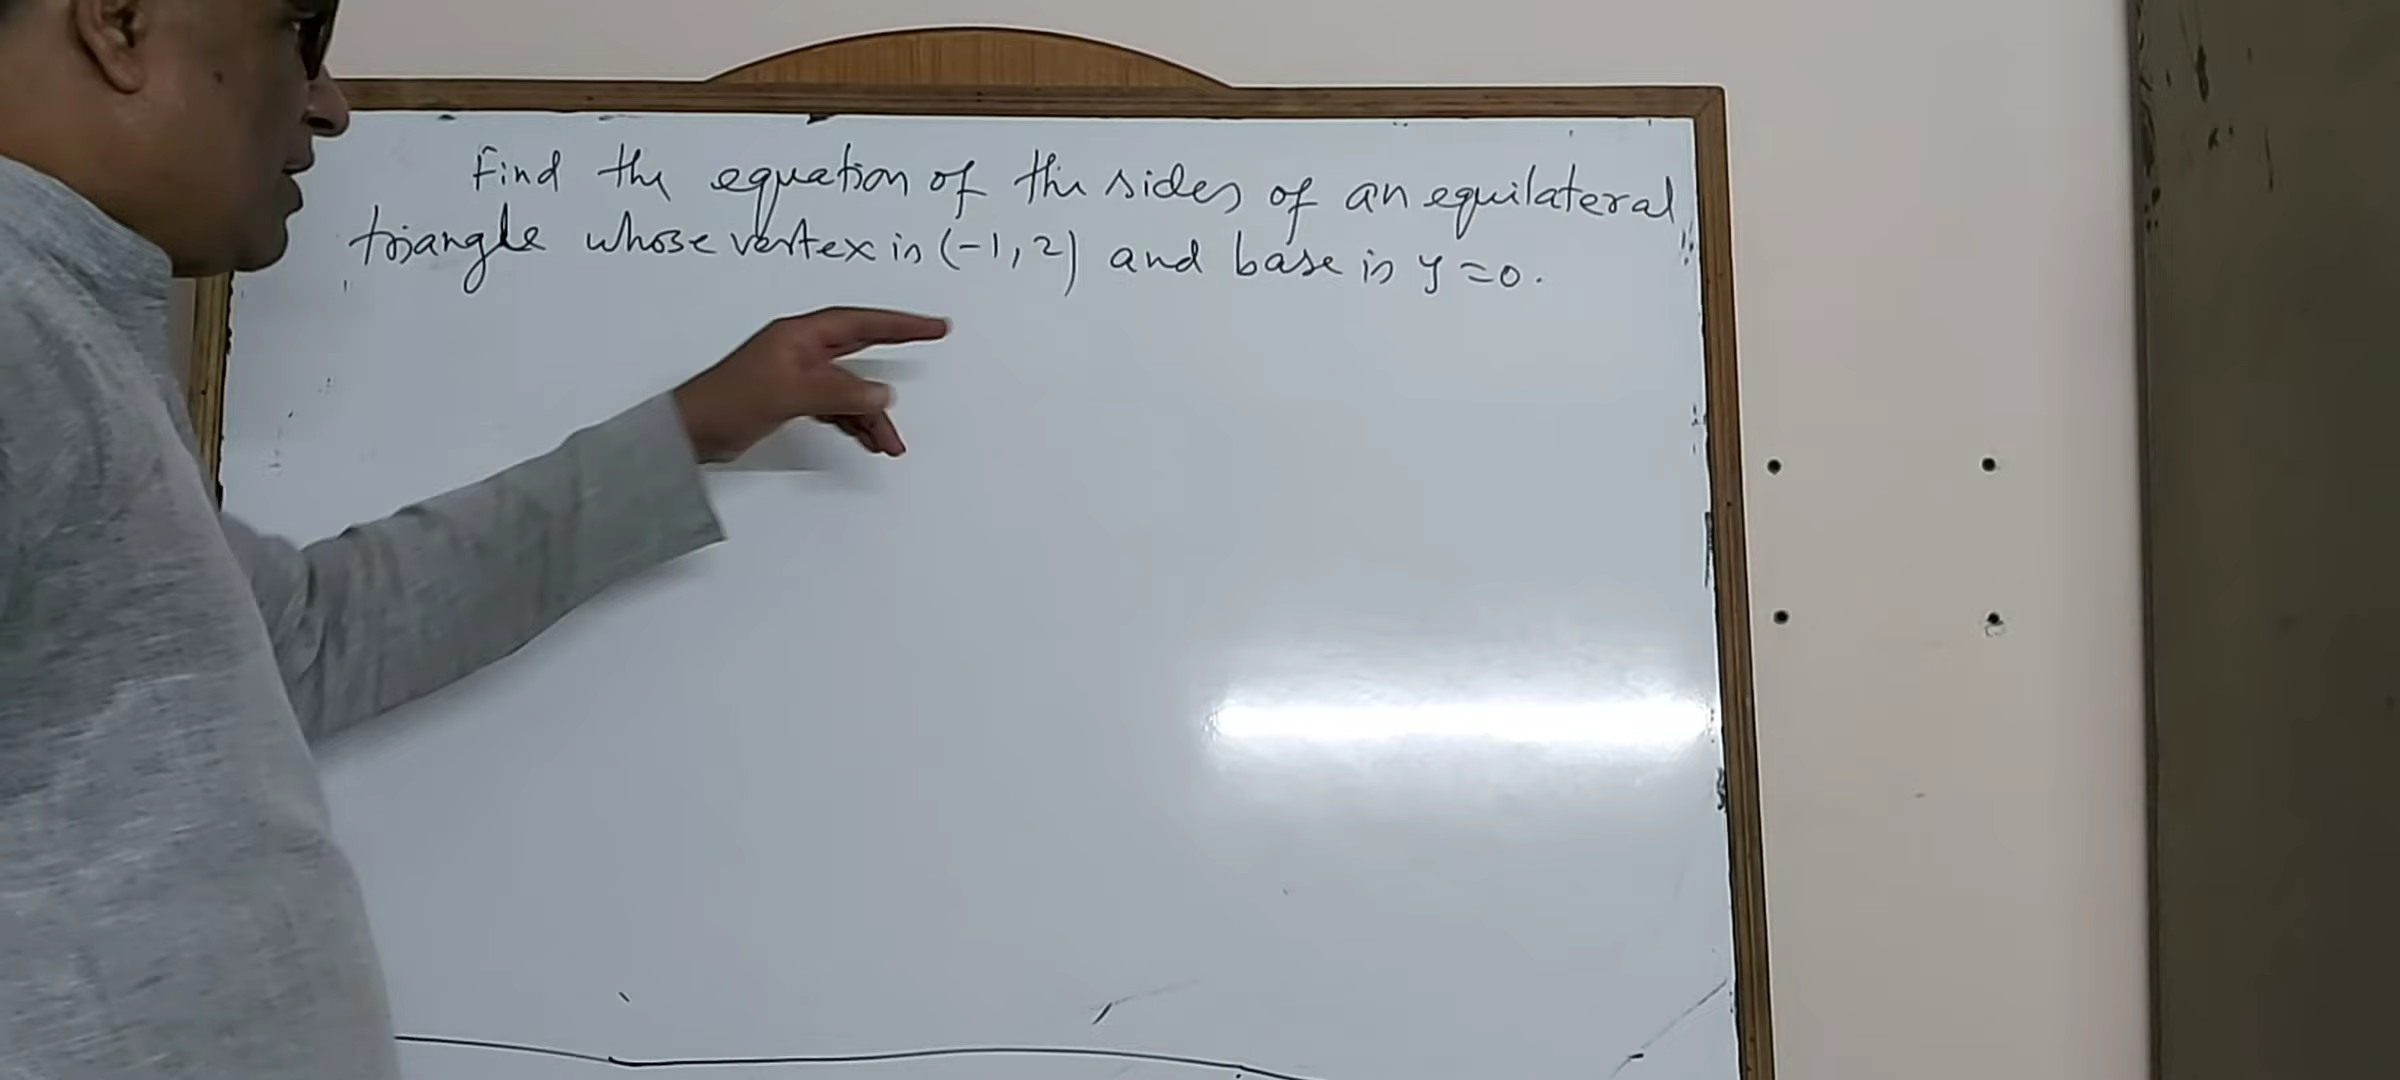 Find the equation of the sides of an equilateral
triangle whose vertex is (-1, 2) and base is y = 0.